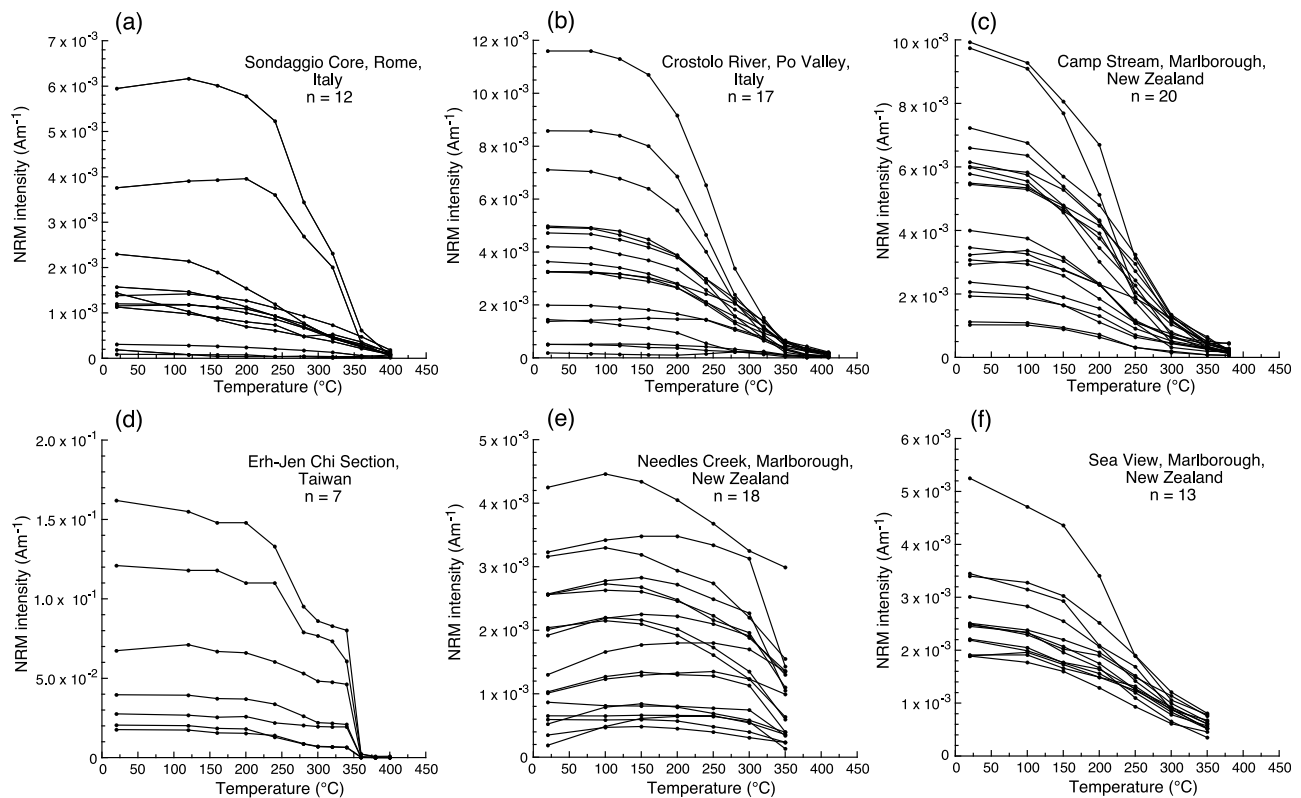 (a)
Sondaggio Core, Rome,
Italy
n = 12
7 x 10⁻³
6 x 10⁻³
5 x 10⁻³
4 x 10⁻³
3 x 10⁻³
2 x 10⁻³
1 x 10⁻³
0
NRM intensity (Am⁻¹)
0 50 100 150 200 250 300 350 400 450
Temperature (°C)
(b)
Crostolo River, Po Valley,
Italy
n = 17
12 x 10⁻³
10 x 10⁻³
8 x 10⁻³
6 x 10⁻³
4 x 10⁻³
2 x 10⁻³
0
NRM intensity (Am⁻¹)
0 50 100 150 200 250 300 350 400 450
Temperature (°C)
(c)
Camp Stream, Marlborough,
New Zealand
n = 20
10 x 10⁻³
8 x 10⁻³
6 x 10⁻³
4 x 10⁻³
2 x 10⁻³
0
NRM intensity (Am⁻¹)
0 50 100 150 200 250 300 350 400 450
Temperature (°C)
(d)
Erh-Jen Chi Section,
Taiwan
n = 7
2.0 x 10⁻¹
1.5 x 10⁻¹
1.0 x 10⁻¹
5.0 x 10⁻²
0
NRM intensity (Am⁻¹)
0 50 100 150 200 250 300 350 400 450
Temperature (°C)
(e)
Needles Creek, Marlborough,
New Zealand
n = 18
5 x 10⁻³
4 x 10⁻³
3 x 10⁻³
2 x 10⁻³
1 x 10⁻³
0
NRM intensity (Am⁻¹)
0 50 100 150 200 250 300 350 400 450
Temperature (°C)
(f)
Sea View, Marlborough,
New Zealand
n = 13
6 x 10⁻³
5 x 10⁻³
4 x 10⁻³
3 x 10⁻³
2 x 10⁻³
1 x 10⁻³
0
NRM intensity (Am⁻¹)
0 50 100 150 200 250 300 350 400 450
Temperature (°C)